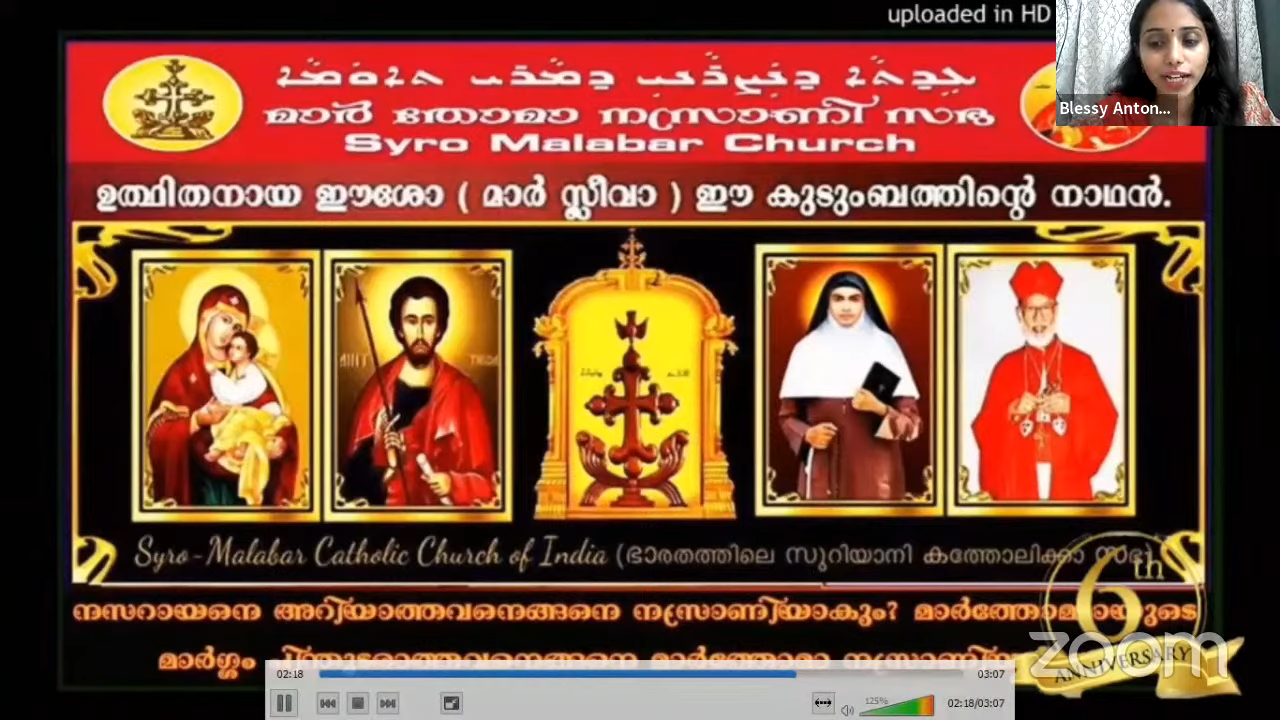 uploaded in HD
മാർ തോമാ നസ്രാണി സഭ
Syro Malabar Church
Blessy Anton...
ഉത്ഥിതനായ ഈശോ ( മാർ സ്ലീവാ ) ഈ കുടുംബത്തിന്റെ നാഥൻ.
Syro-Malabar Catholic Church of India (ഭാരതത്തിലെ സുറിയാനി കത്തോലിക്കാ സഭ)
6th
ANNIVERSARY
നസറായനെ അറിയാത്തവനെങ്ങനെ നസ്രാണിയാകും? മാർത്തോമായുടെ
മാർഗ്ഗം
zoom
02:18
03:07
125%
02:18/03:07